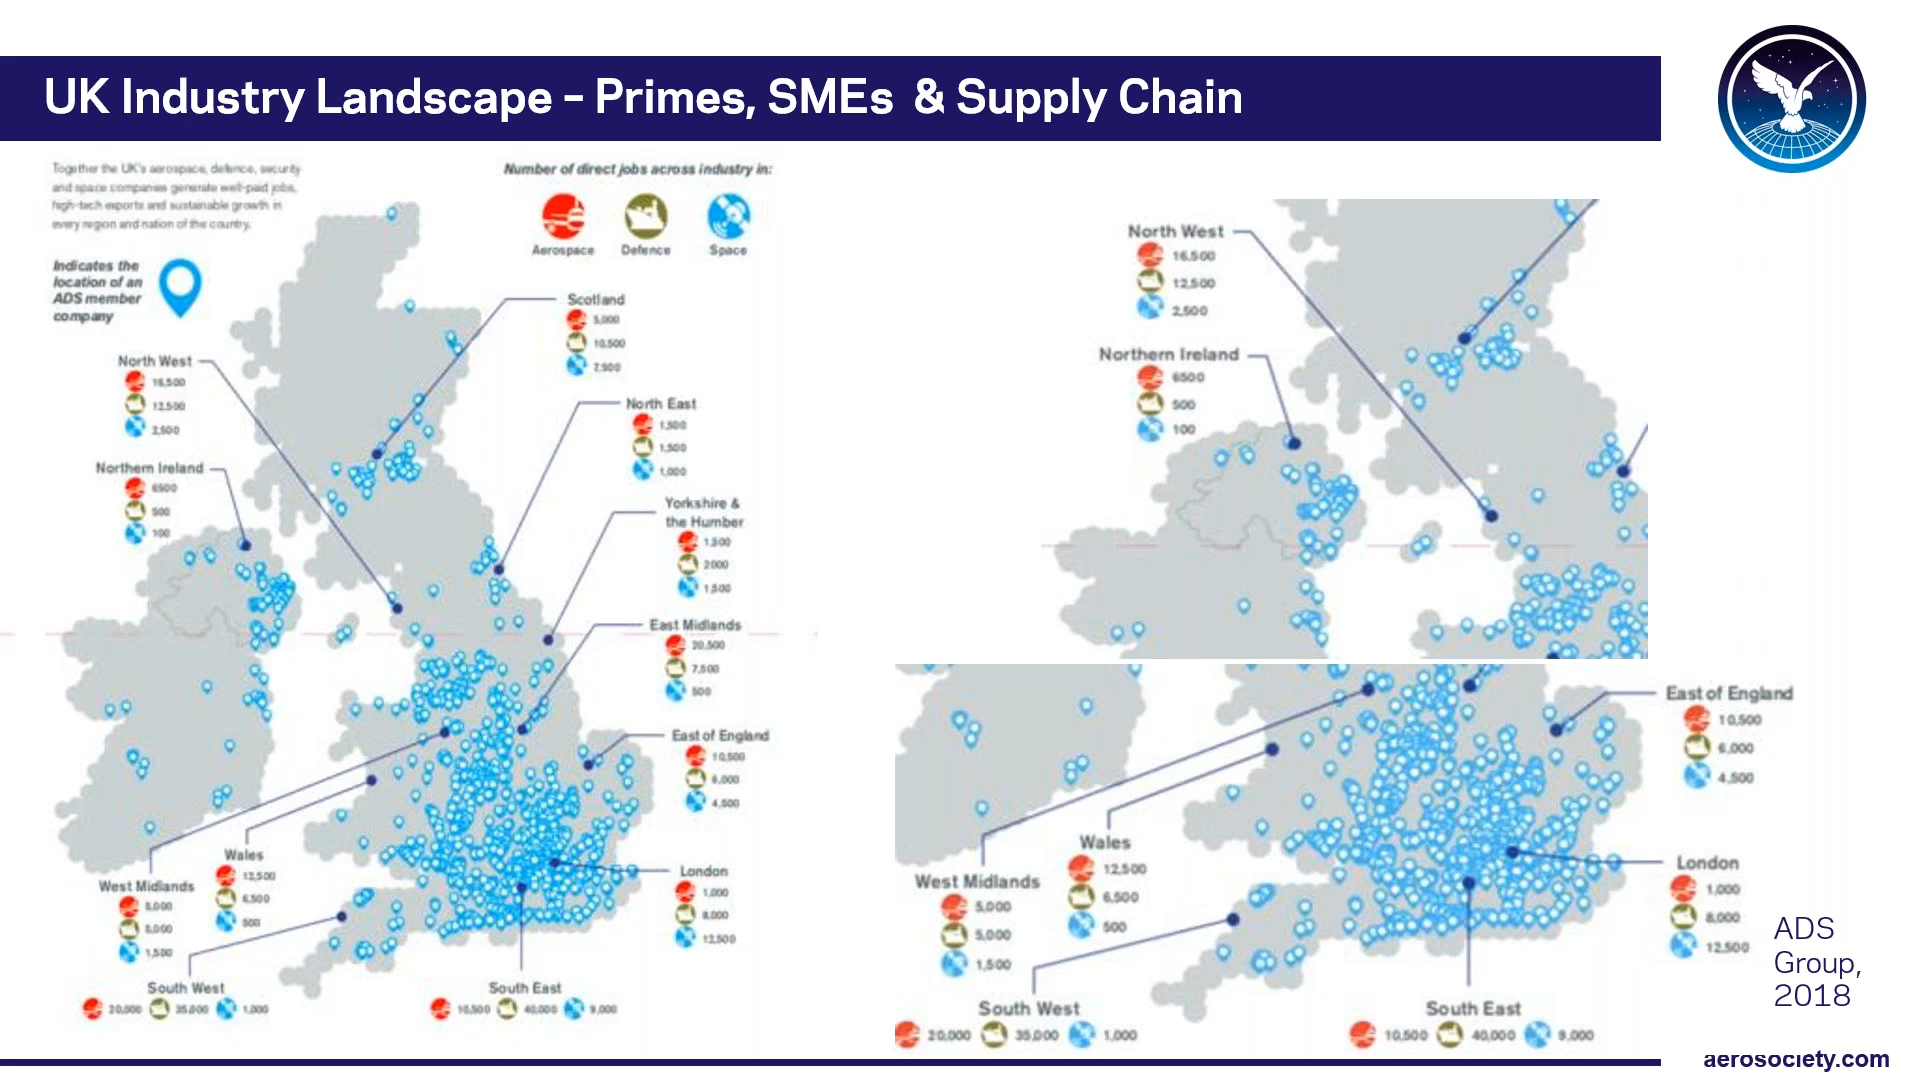 UK Industry Landscape – Primes, SMEs & Supply Chain
Together the UK's aerospace, defence, security
and space companies generate well-paid jobs,
high-tech exports and sustainable growth in
every region and nation of the country.
Indicates the
location of an
ADS member
company
Number of direct jobs across industry in:
Aerospace
Defence
Space
Scotland
5,000
10,500
7,500
North West
16,500
12,500
2,500
North East
1,500
1,500
1,000
Northern Ireland
6500
500
100
Yorkshire &
the Humber
2000
1,500
East Midlands
20,500
7,500
500
East of England
10,500
6,000
4,500
Wales
12,500
6,500
500
West Midlands
1,500
London
1,000
8,000
12,500
South West
20,000 35,000 1,000
South East
10,500 40,000 9,000
North West
16,500
12,500
2,500
Northern Ireland
6500
500
100
East of England
10,500
6,000
4,500
Wales
12,500
6,500
500
West Midlands
5,000
5,000
1,500
London
1,000
8,000
12,500
South West
20,000 35,000 1,000
South East
10,500 40,000 9,000
ADS
Group,
2018
aerosociety.com